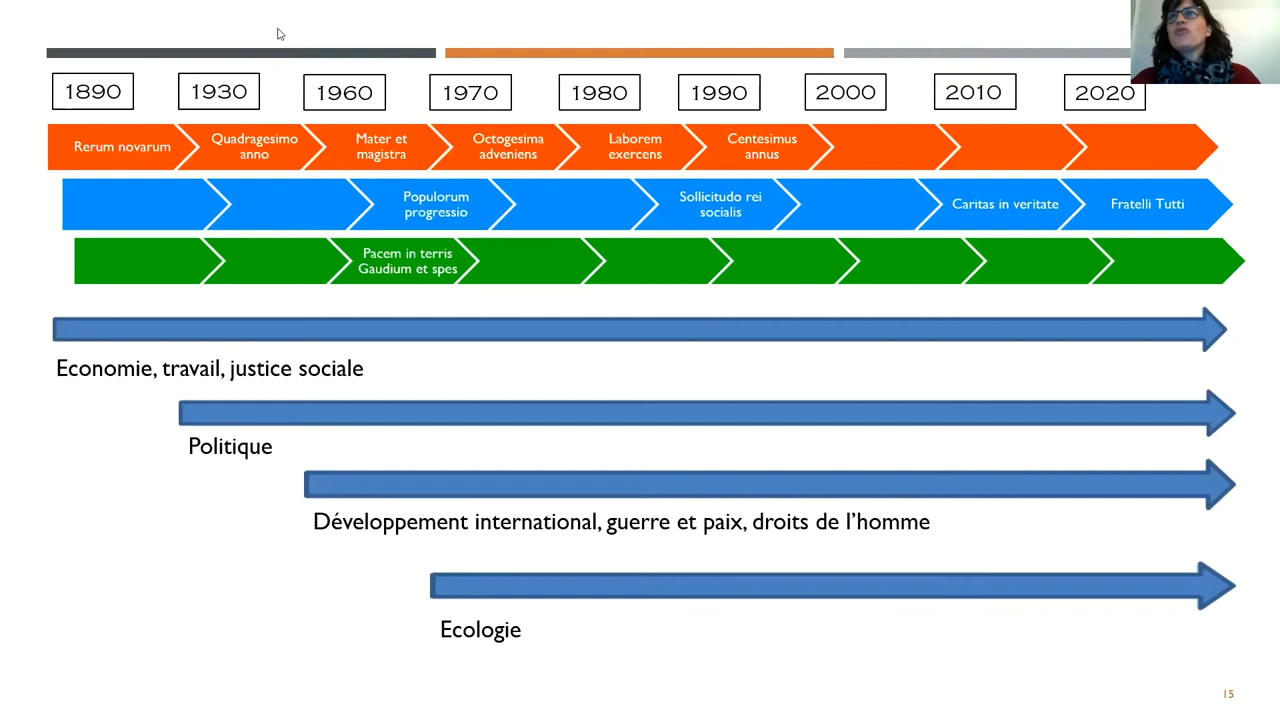 1890 1930 1960 1970 1980 1990 2000 2010 2020
Rerum novarum
Quadragesimo
anno
Mater et
magistra
Octogesima
adveniens
Laborem
exercens
Centesimus
annus
Populorum
progressio
Sollicitudo rei
socialis
Caritas in veritate
Fratelli Tutti
Pacem in terris
Gaudium et spes
Economie, travail, justice sociale
Politique
Développement international, guerre et paix, droits de l’homme
Ecologie
15